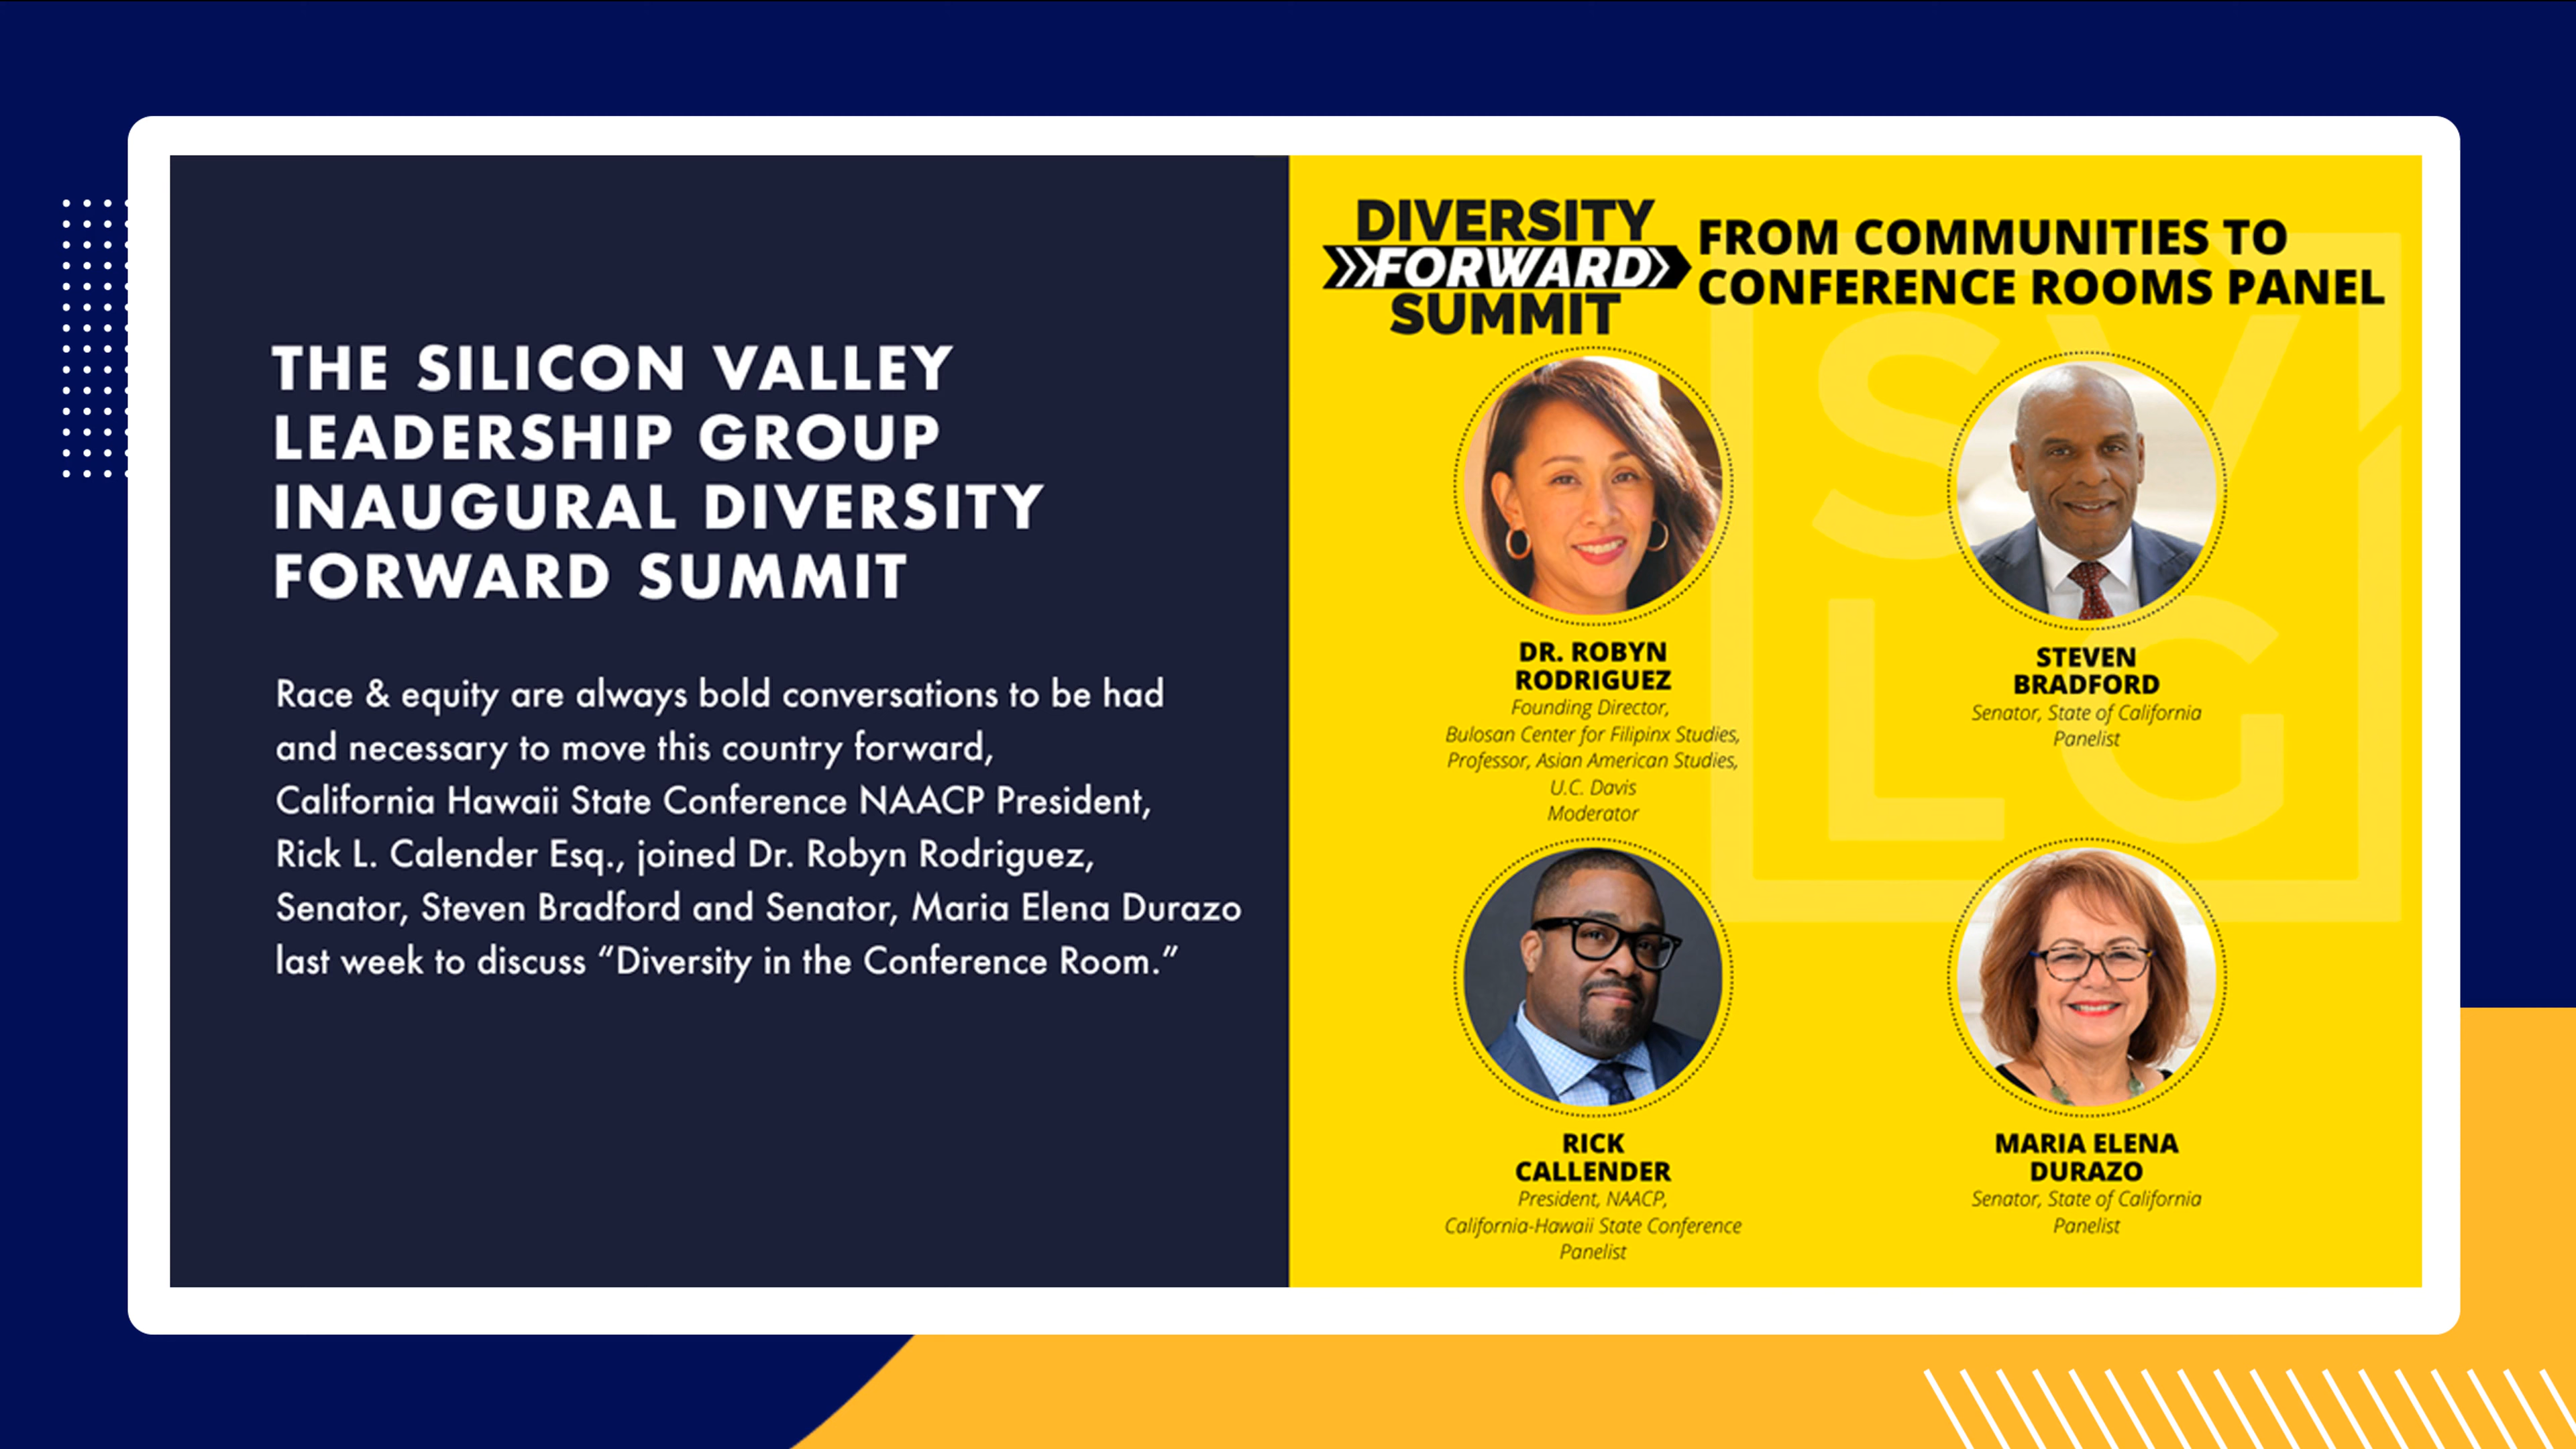 THE SILICON VALLEY
LEADERSHIP GROUP
INAUGURAL DIVERSITY
FORWARD SUMMIT
Race & equity are always bold conversations to be had
and necessary to move this country forward,
California Hawaii State Conference NAACP President,
Rick L. Calender Esq., joined Dr. Robyn Rodriguez,
Senator, Steven Bradford and Senator, Maria Elena Durazo
last week to discuss “Diversity in the Conference Room.”
DIVERSITY
FORWARD
SUMMIT
FROM COMMUNITIES TO
CONFERENCE ROOMS PANEL
SV
LG
DR. ROBYN
RODRIGUEZ
Founding Director,
Bulosan Center for Filipinx Studies,
Professor, Asian American Studies,
U.C. Davis
Moderator
STEVEN
BRADFORD
Senator, State of California
Panelist
RICK
CALLENDER
President, NAACP,
California-Hawaii State Conference
Panelist
MARIA ELENA
DURAZO
Senator, State of California
Panelist